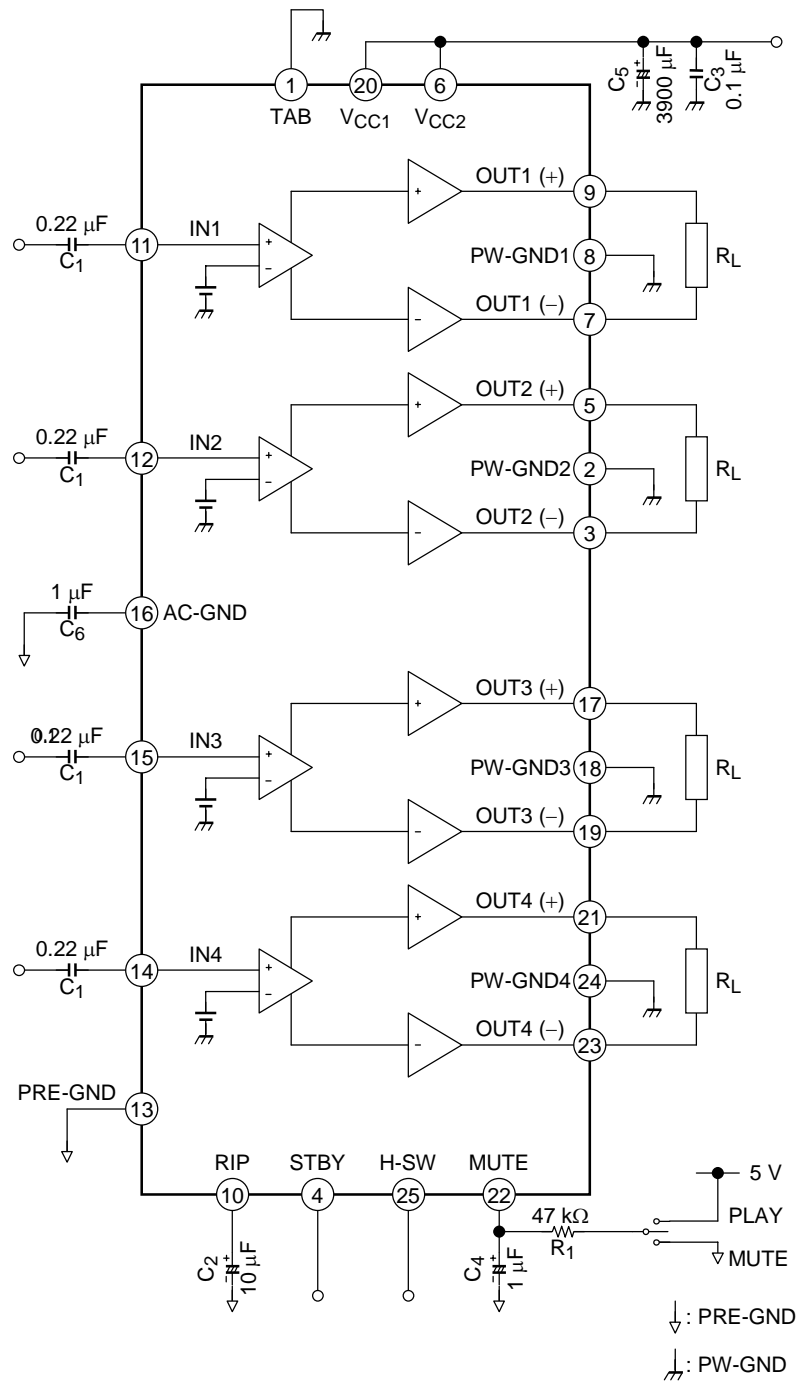 1 20 6
TAB VCC1 VCC2
C5 3900 μF
C3 0.1 μF
OUT1 (+) 9
0.22 μF
C1
11 IN1
PW-GND1 8
RL
OUT1 (−) 7
OUT2 (+) 5
0.22 μF
C1
12 IN2
PW-GND2 2
RL
OUT2 (−) 3
1 μF
C6
16 AC-GND
OUT3 (+) 17
0.22 μF
C1
15 IN3
PW-GND3 18
RL
OUT3 (−) 19
OUT4 (+) 21
0.22 μF
C1
14 IN4
PW-GND4 24
RL
OUT4 (−) 23
PRE-GND
13
RIP STBY H-SW MUTE
10 4 25 22
C2 10 μF
C4 1 μF
47 kΩ
R1
5 V
PLAY
MUTE
: PRE-GND
: PW-GND